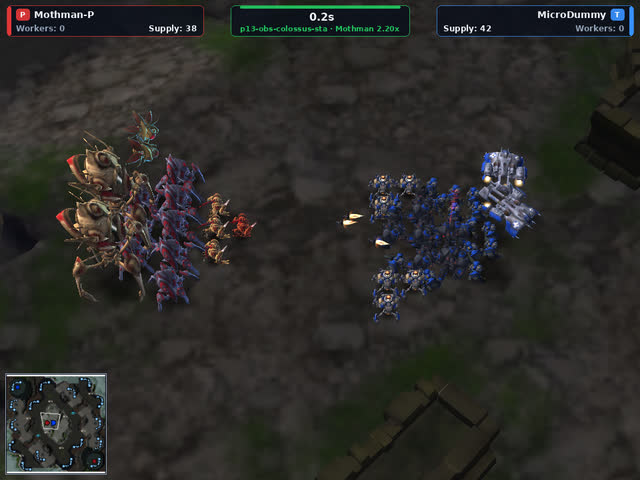 P Mothman-P
Workers: 0 Supply: 38
0.2s
p13-obs-colossus-sta · Mothman 2.20x
MicroDummy T
Supply: 42 Workers: 0